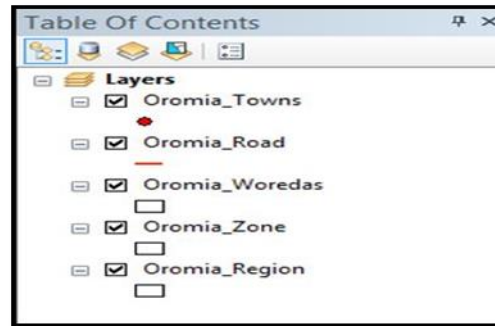 Table Of Contents
Layers
Oromia_Towns
Oromia_Road
Oromia_Woredas
Oromia_Zone
Oromia_Region